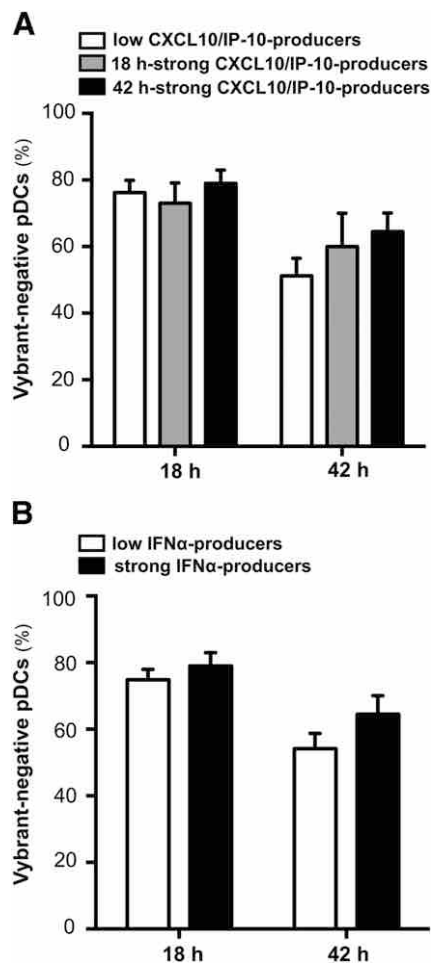 A
low CXCL10/IP-10-producers
18 h-strong CXCL10/IP-10-producers
42 h-strong CXCL10/IP-10-producers
Vybrant-negative pDCs (%)
100
80
60
40
20
0
18 h
42 h
B
low IFNα-producers
strong IFNα-producers
Vybrant-negative pDCs (%)
100
80
60
40
20
0
18 h
42 h